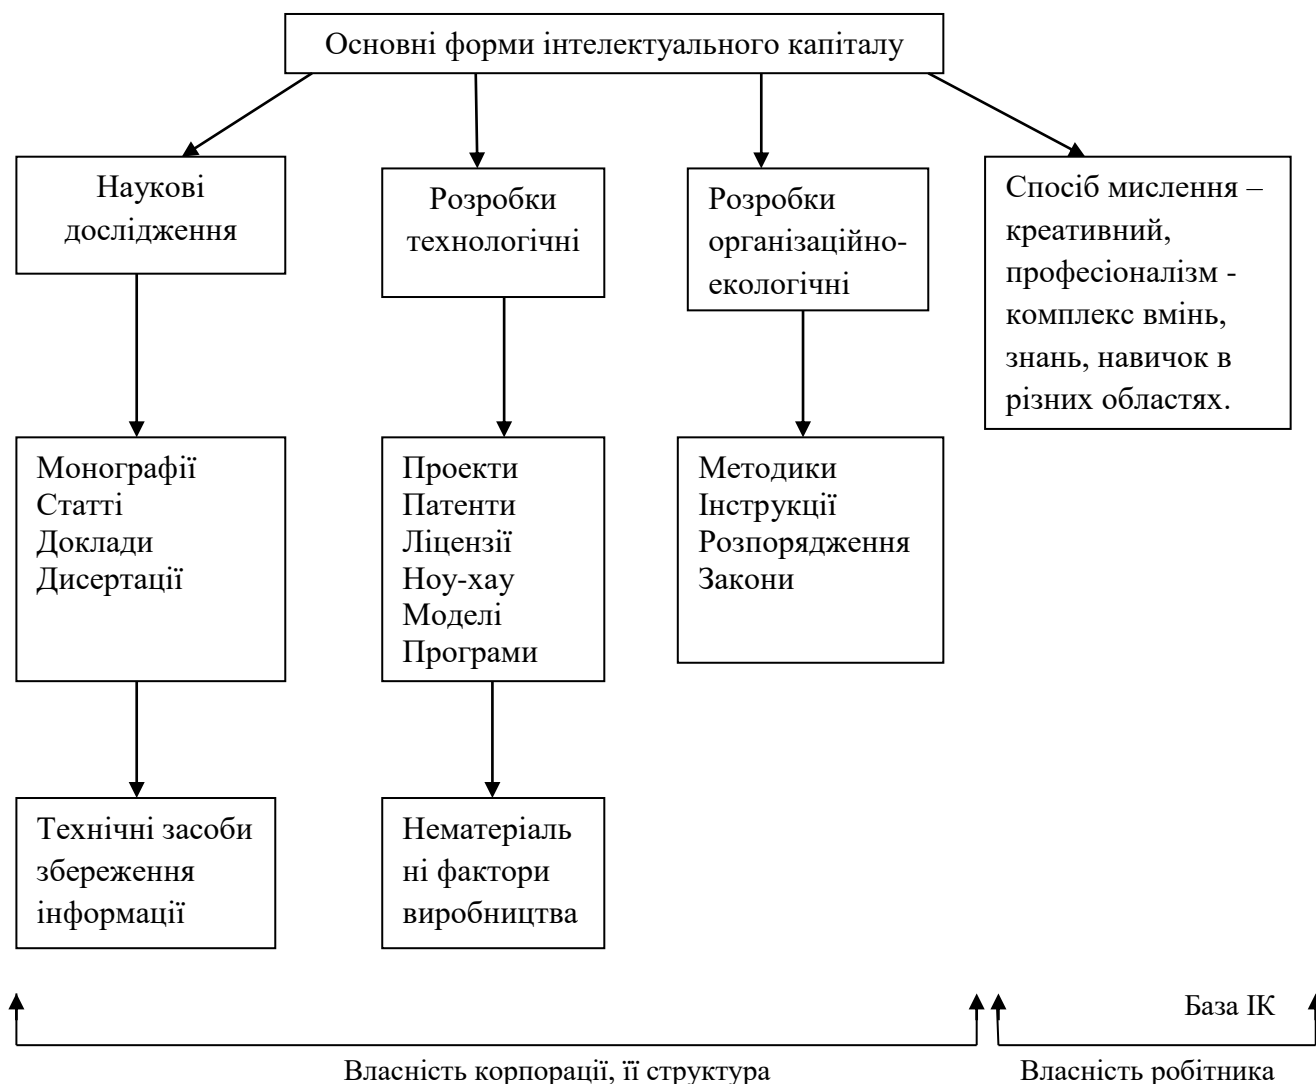 Основні форми інтелектуального капіталу
Наукові
дослідження
Розробки
технологічні
Розробки
організаційно-
екологічні
Спосіб мислення –
креативний,
професіоналізм -
комплекс вмінь,
знань, навичок в
різних областях.
Монографії
Статті
Доклади
Дисертації
Проекти
Патенти
Ліцензії
Ноу-хау
Моделі
Програми
Методики
Інструкції
Розпорядження
Закони
Технічні засоби
збереження
інформації
Нематеріаль
ні фактори
виробництва
База ІК
Власність корпорації, її структура
Власність робітника